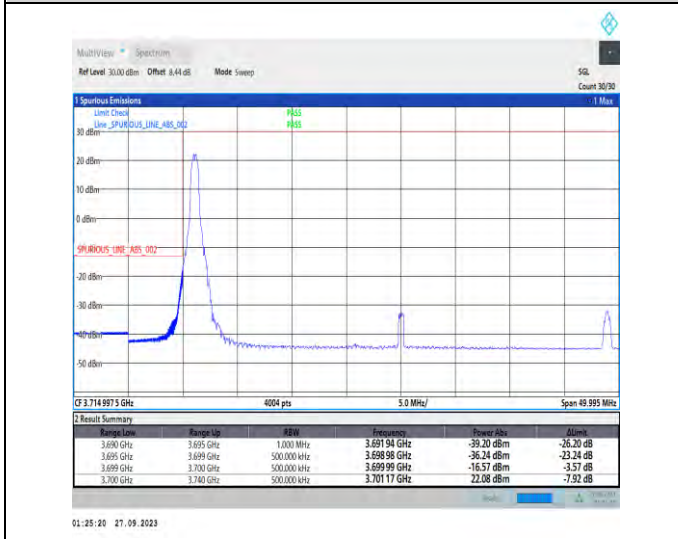 MultiView Spectrum
Ref Level 30.00 dBm Offset 8.44 dB Mode Sweep SGL
Count 30/30
1 Spurious Emissions 1 Max
Limit Check PASS
Line _SPURIOUS_LINE_ABS_002 PASS
30 dBm
20 dBm
10 dBm
0 dBm
_SPURIOUS_LINE_ABS_002
-20 dBm
-30 dBm
-40 dBm
-50 dBm
CF 3.714 997 5 GHz 4004 pts 5.0 MHz/ Span 49.995 MHz
2 Result Summary
Range Low Range Up RBW Frequency Power Abs ΔLimit
3.690 GHz 3.695 GHz 1.000 MHz 3.691 94 GHz -39.20 dBm -26.20 dB
3.695 GHz 3.699 GHz 500.000 kHz 3.698 98 GHz -36.24 dBm -23.24 dB
3.699 GHz 3.700 GHz 500.000 kHz 3.699 99 GHz -16.57 dBm -3.57 dB
3.700 GHz 3.740 GHz 500.000 kHz 3.701 17 GHz 22.08 dBm -7.92 dB
01:25:20 27.09.2023